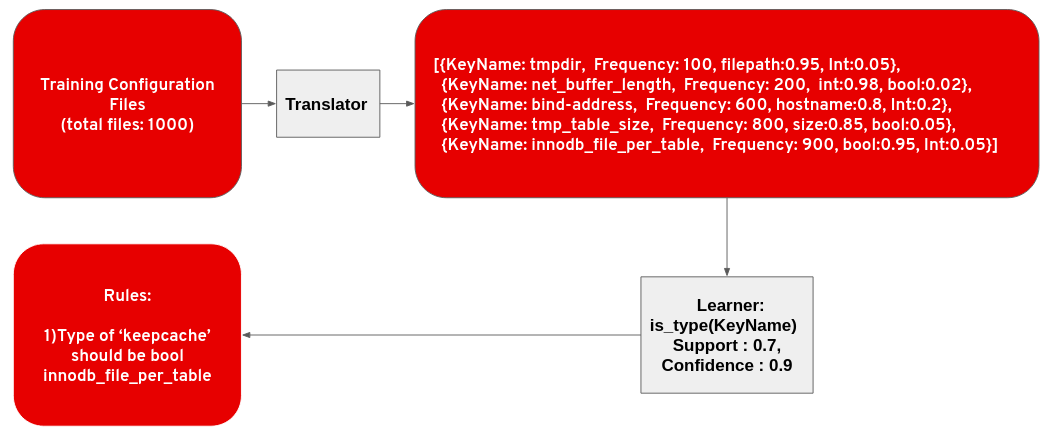 Training Configuration
Files
(total files: 1000)
Translator
[{KeyName: tmpdir,  Frequency: 100, filepath:0.95, Int:0.05},
{KeyName: net_buffer_length,  Frequency: 200,  int:0.98, bool:0.02},
{KeyName: bind-address,  Frequency: 600, hostname:0.8, Int:0.2},
{KeyName: tmp_table_size,  Frequency: 800, size:0.85, bool:0.05},
{KeyName: innodb_file_per_table,  Frequency: 900, bool:0.95, Int:0.05}]
Learner:
is_type(KeyName)
Support : 0.7,
Confidence : 0.9
Rules:
1)Type of ‘keepcache’
should be bool
innodb_file_per_table